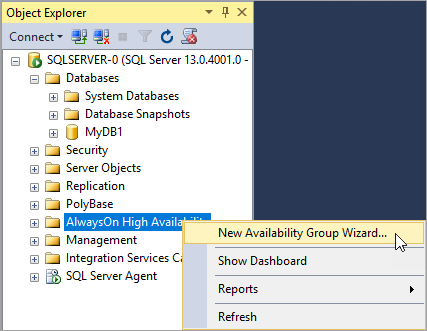 Object Explorer
Connect
SQLSERVER-0 (SQL Server 13.0.4001.0 -
Databases
System Databases
Database Snapshots
MyDB1
Security
Server Objects
Replication
PolyBase
AlwaysOn High Availability
New Availability Group Wizard...
Management
Show Dashboard
Integration Services Ca
SQL Server Agent
Reports
Refresh